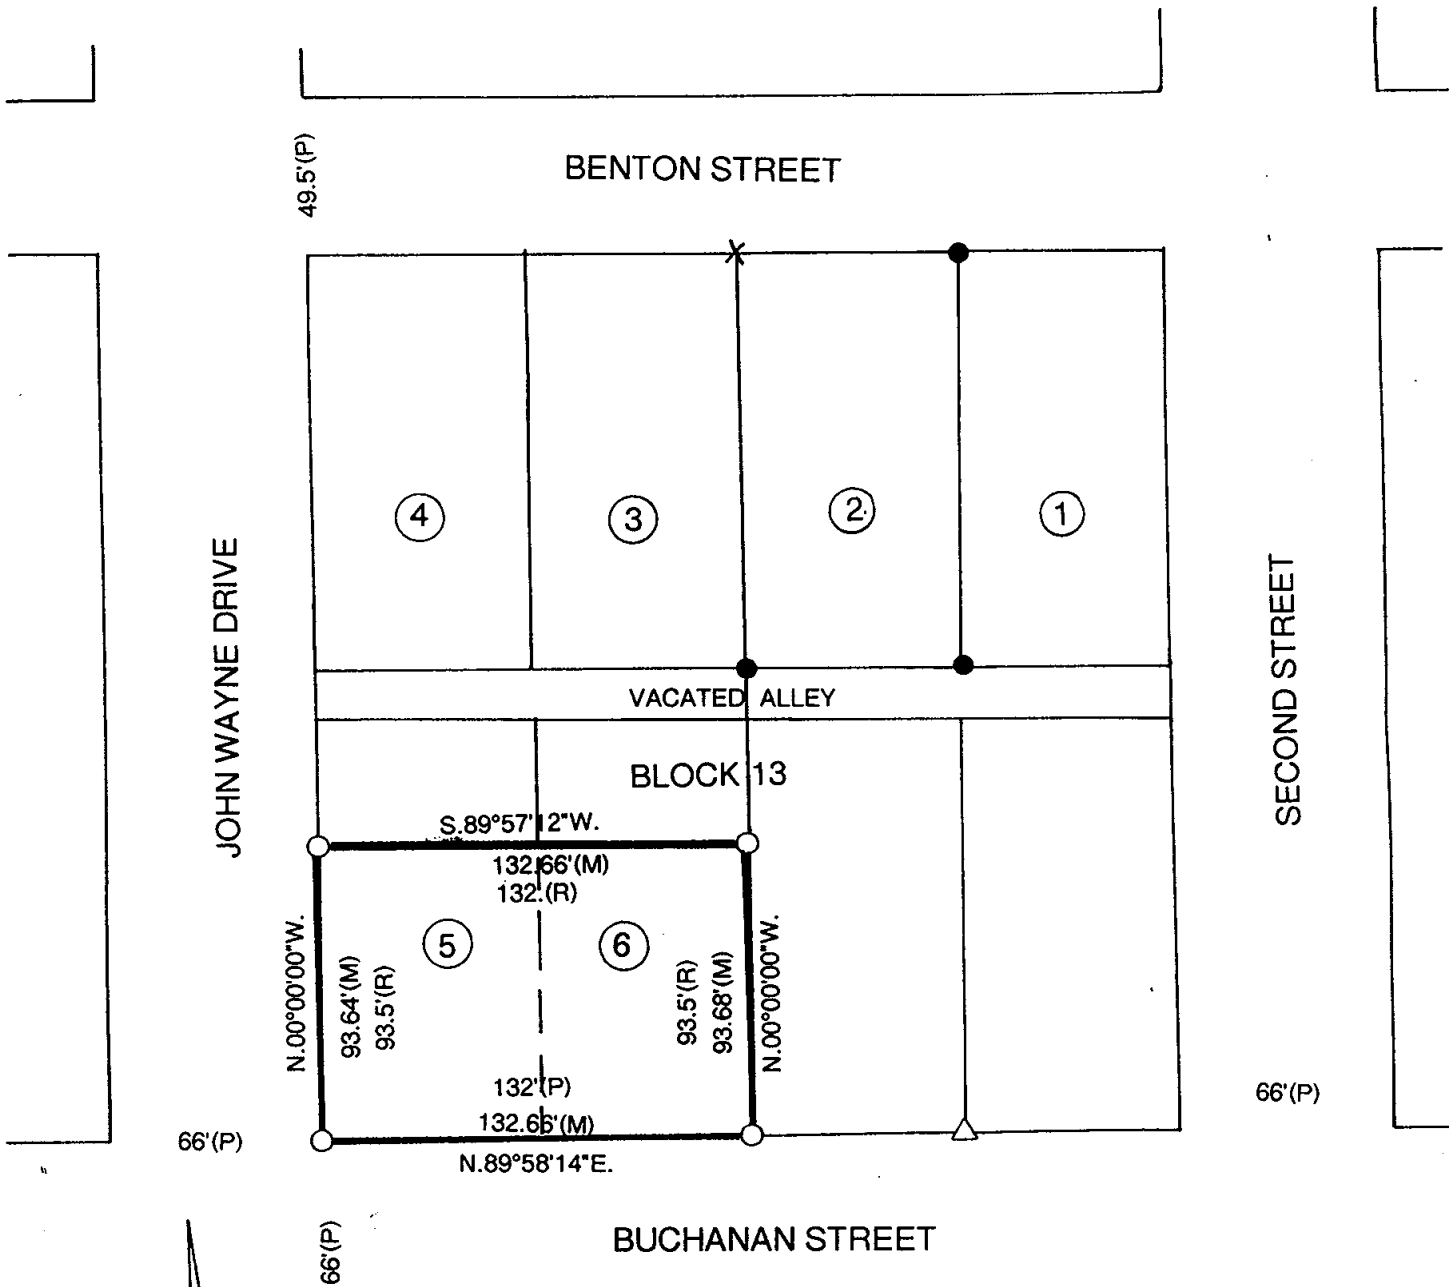 49.5'(P)
BENTON STREET
4
3
2
1
JOHN WAYNE DRIVE
SECOND STREET
VACATED ALLEY
BLOCK 13
S.89°57'12"W.
132.66'(M)
132.(R)
5
6
N.00°00'00"W.
93.64'(M)
93.5'(R)
93.5'(R)
93.68'(M)
N.00°00'00"W.
132'(P)
132.66'(M)
N.89°58'14"E.
66'(P)
66'(P)
66'(P)
BUCHANAN STREET